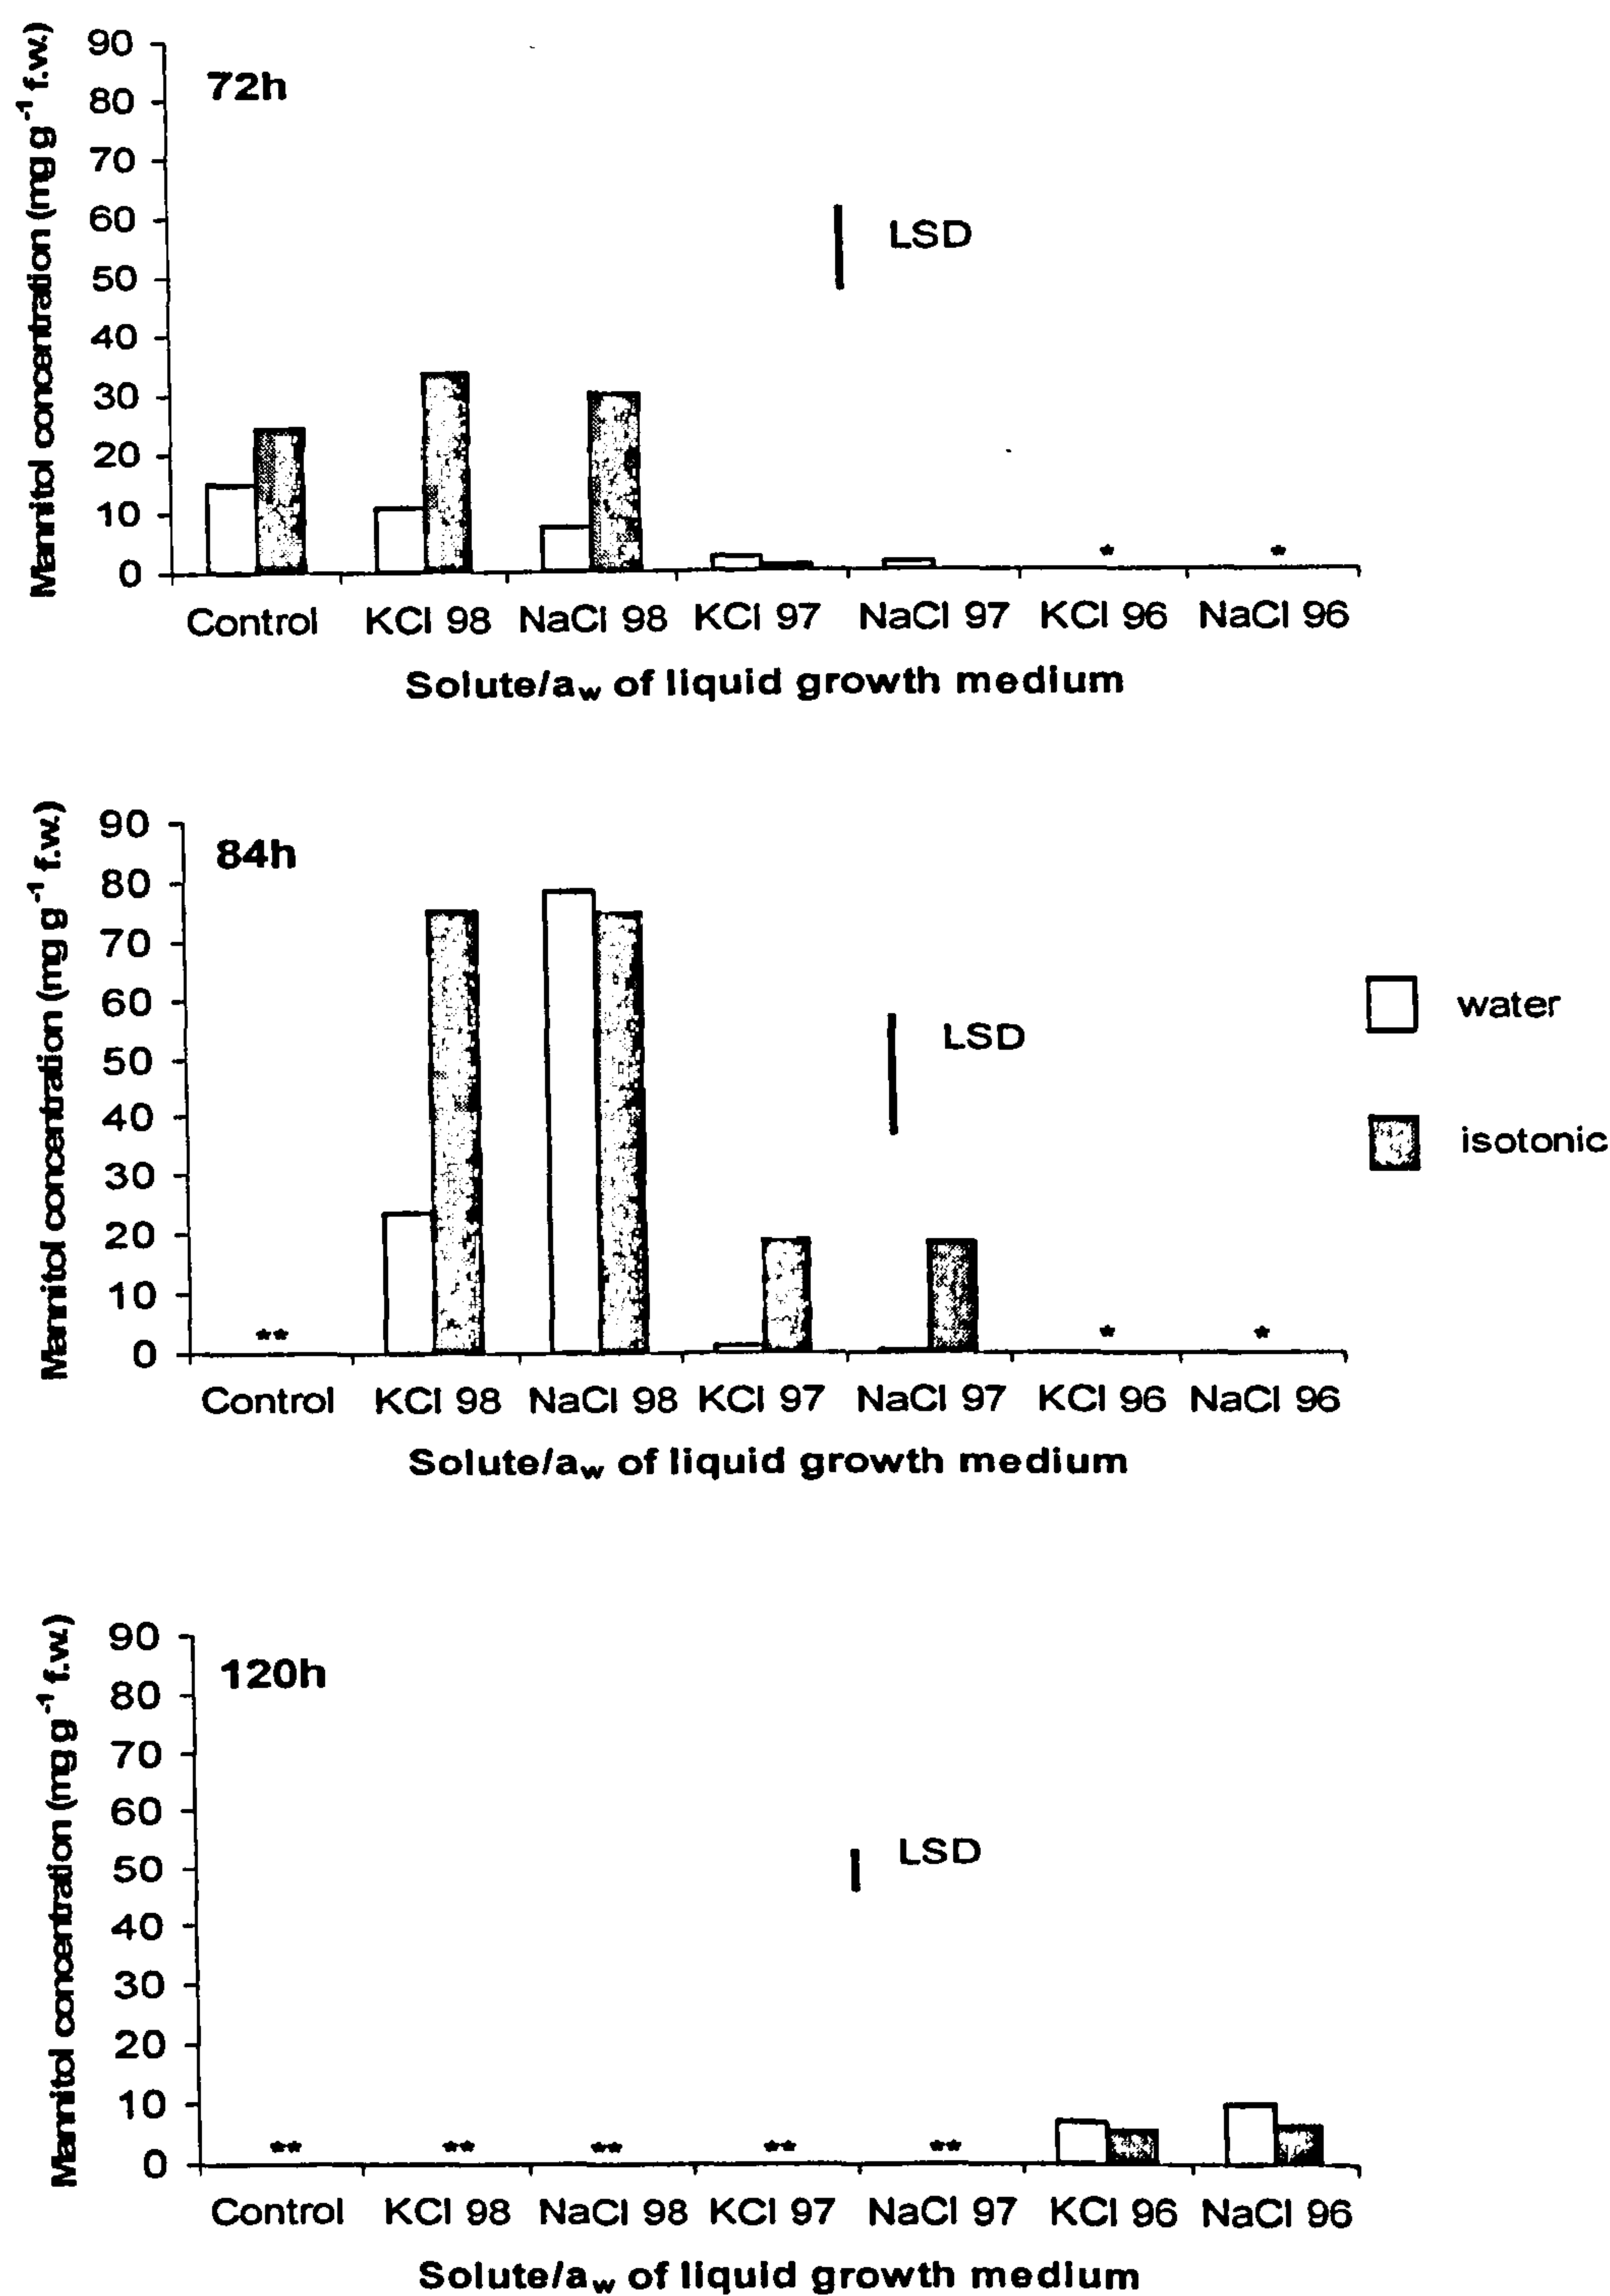 72h
Mannitol concentration (mg g⁻¹ f.w.)
90
80
70
60
50
40
30
20
10
0
LSD
* *
Control KCl 98 NaCl 98 KCl 97 NaCl 97 KCl 96 NaCl 96
Solute/a_w of liquid growth medium
84h
Mannitol concentration (mg g⁻¹ f.w.)
90
80
70
60
50
40
30
20
10
0
LSD
water
isotonic
** * *
Control KCl 98 NaCl 98 KCl 97 NaCl 97 KCl 96 NaCl 96
Solute/a_w of liquid growth medium
120h
Mannitol concentration (mg g⁻¹ f.w.)
90
80
70
60
50
40
30
20
10
0
LSD
** ** ** ** **
Control KCl 98 NaCl 98 KCl 97 NaCl 97 KCl 96 NaCl 96
Solute/a_w of liquid growth medium